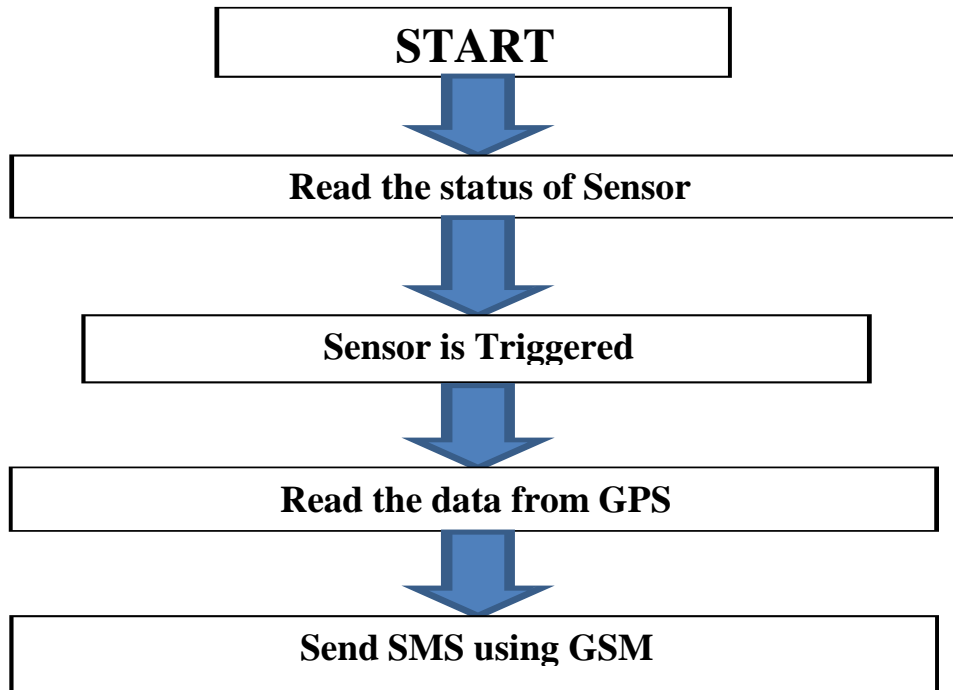 START
Read the status of Sensor
Sensor is Triggered
Read the data from GPS
Send SMS using GSM